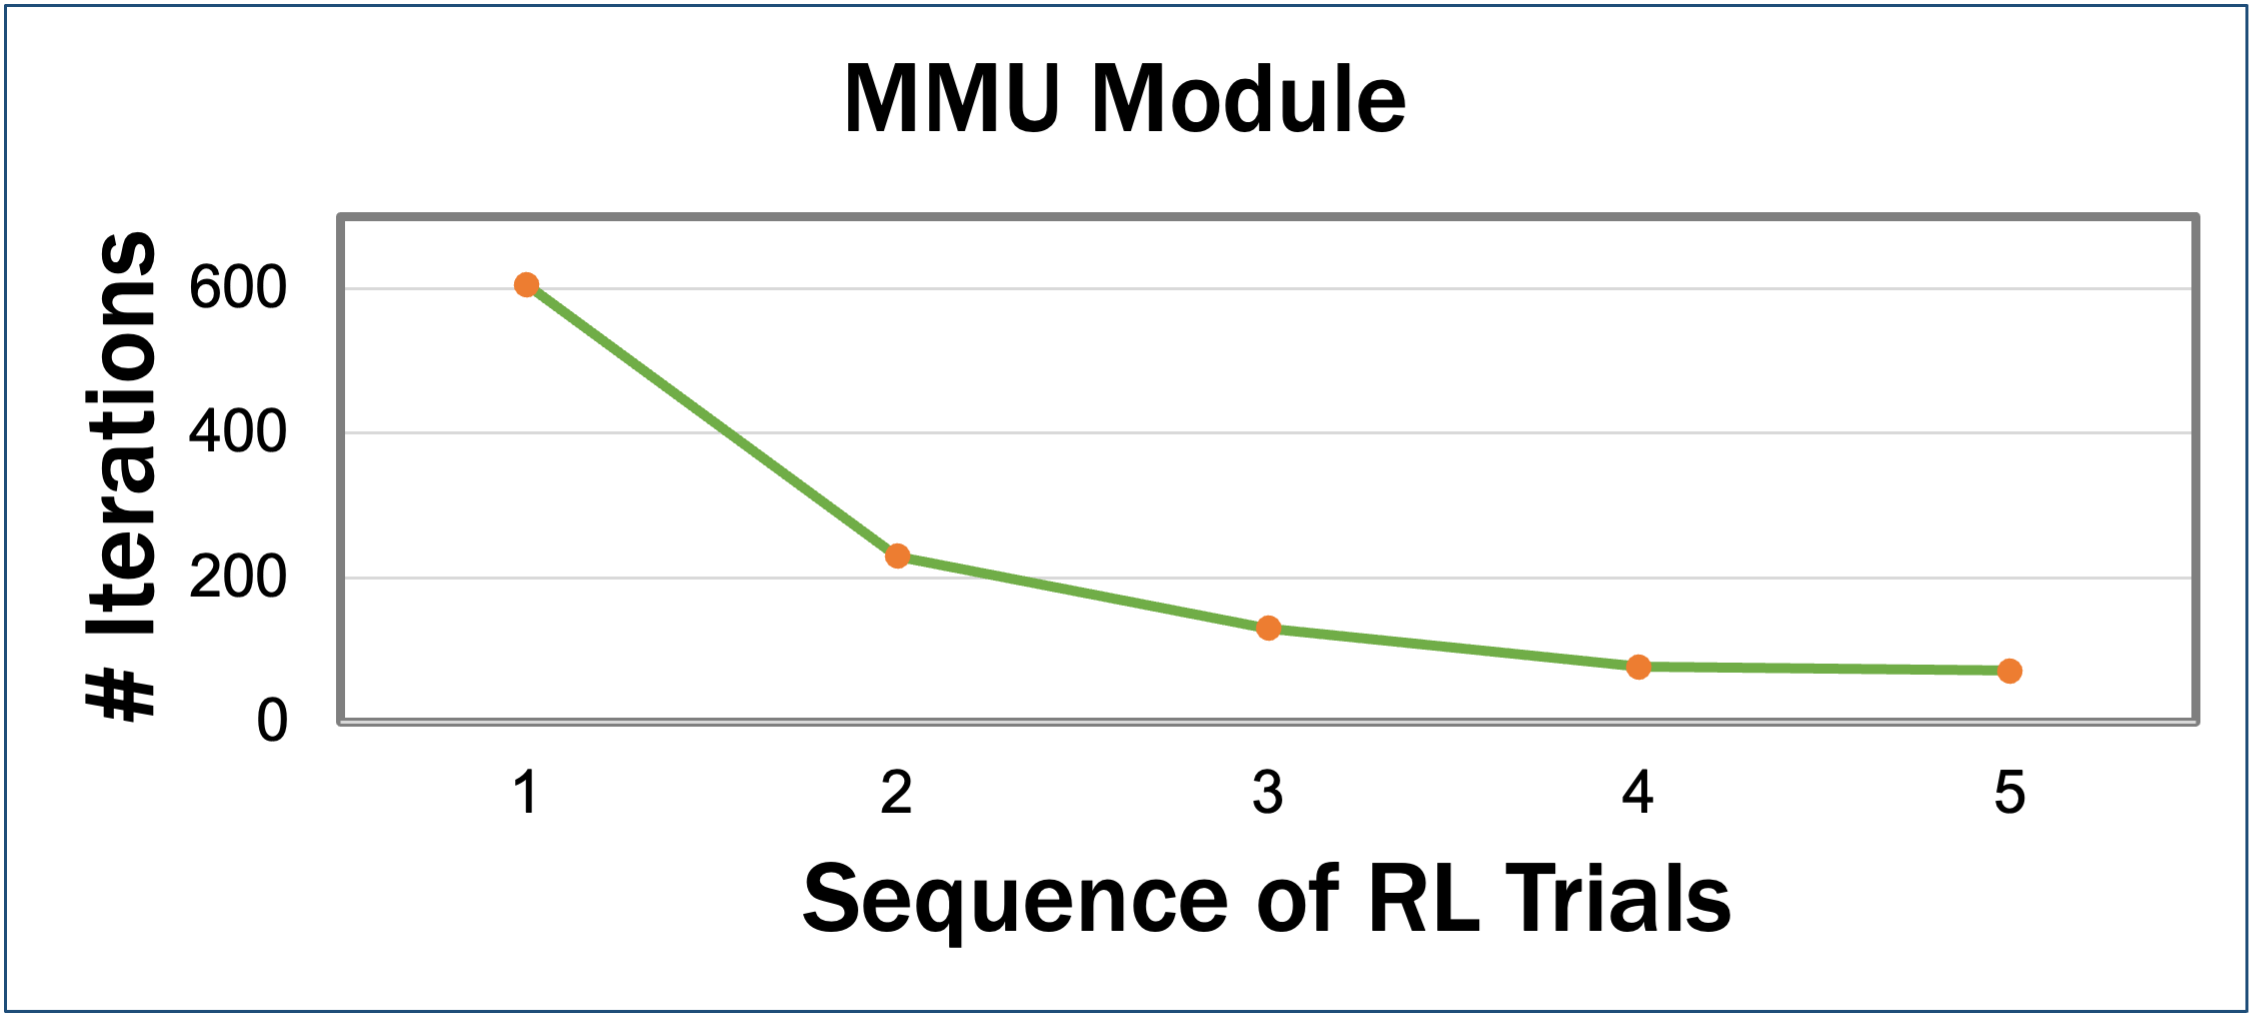 MMU Module
# Iterations
600
400
200
0
1 2 3 4 5
Sequence of RL Trials